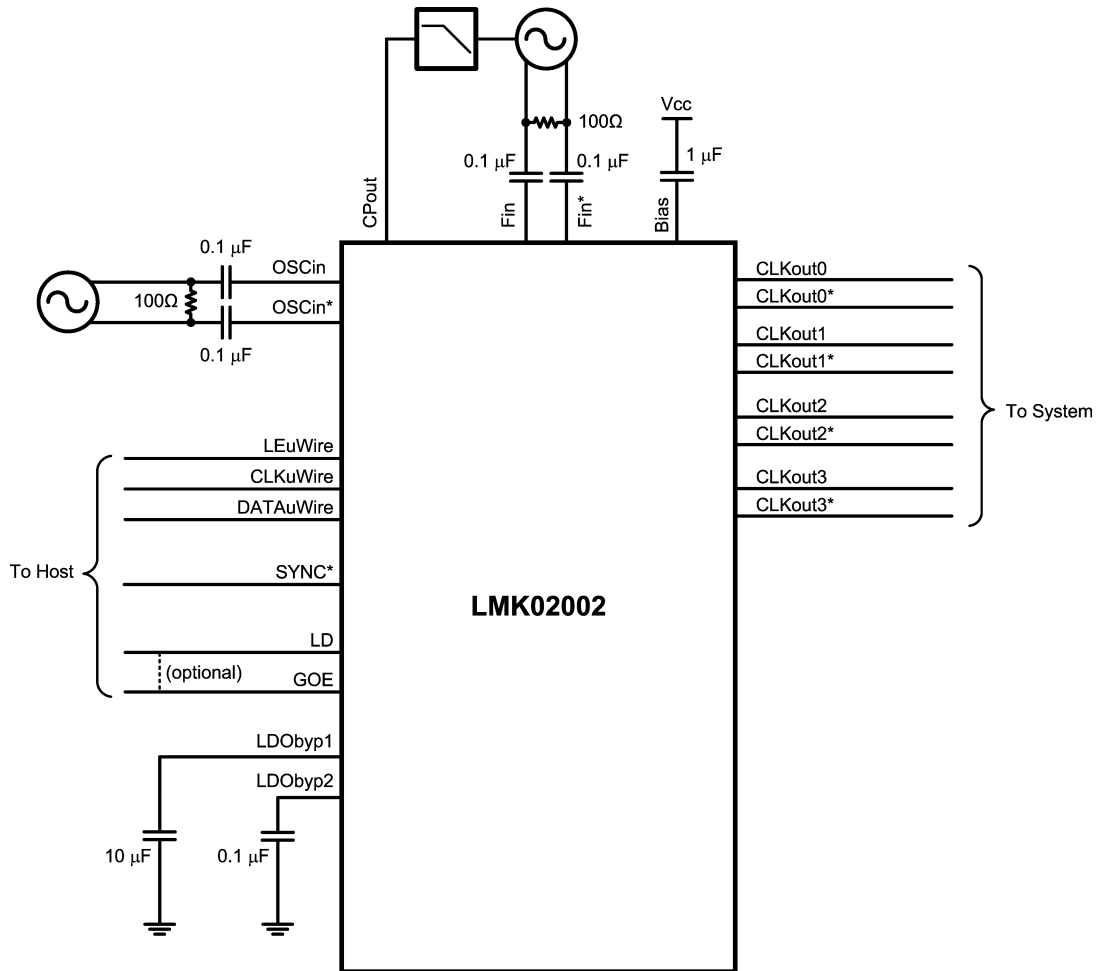 Vcc
100Ω
1 μF
0.1 μF
0.1 μF
CPout
Fin
Fin*
Bias
0.1 μF
OSCin
100Ω
OSCin*
0.1 μF
CLKout0
CLKout0*
CLKout1
CLKout1*
CLKout2
CLKout2*
CLKout3
CLKout3*
To System
LEuWire
CLKuWire
DATAuWire
To Host
SYNC*
LD
(optional)
GOE
LMK02002
LDObyp1
LDObyp2
10 μF
0.1 μF